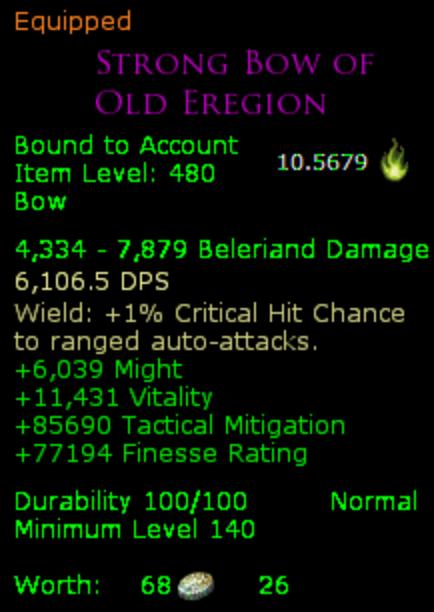 Equipped
Strong Bow of
Old Eregion
Bound to Account
10.5679
Item Level: 480
Bow
4,334 - 7,879 Beleriand Damage
6,106.5 DPS
Wield: +1% Critical Hit Chance
to ranged auto-attacks.
+6,039 Might
+11,431 Vitality
+85690 Tactical Mitigation
+77194 Finesse Rating
Durability 100/100 Normal
Minimum Level 140
Worth: 68 26